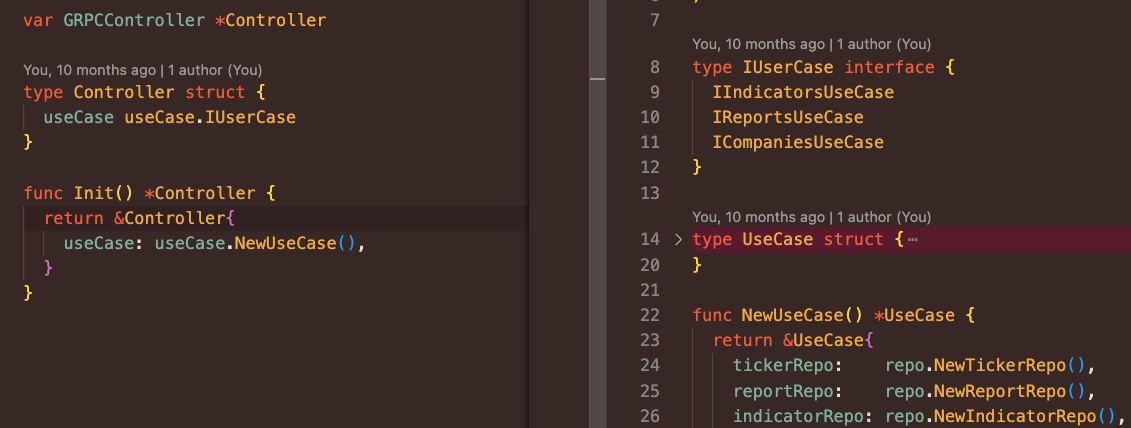 var GRPCController *Controller
You, 10 months ago | 1 author (You)
type Controller struct {
useCase useCase.IUserCase
}
func Init() *Controller {
return &Controller{
useCase: useCase.NewUseCase(),
}
}
7
You, 10 months ago | 1 author (You)
8 type IUserCase interface {
9 IIndicatorsUseCase
10 IReportsUseCase
11 ICompaniesUseCase
12 }
13
You, 10 months ago | 1 author (You)
14 > type UseCase struct {⋯
20 }
21
22 func NewUseCase() *UseCase {
23 return &UseCase{
24 tickerRepo: repo.NewTickerRepo(),
25 reportRepo: repo.NewReportRepo(),
26 indicatorRepo: repo.NewIndicatorRepo(),